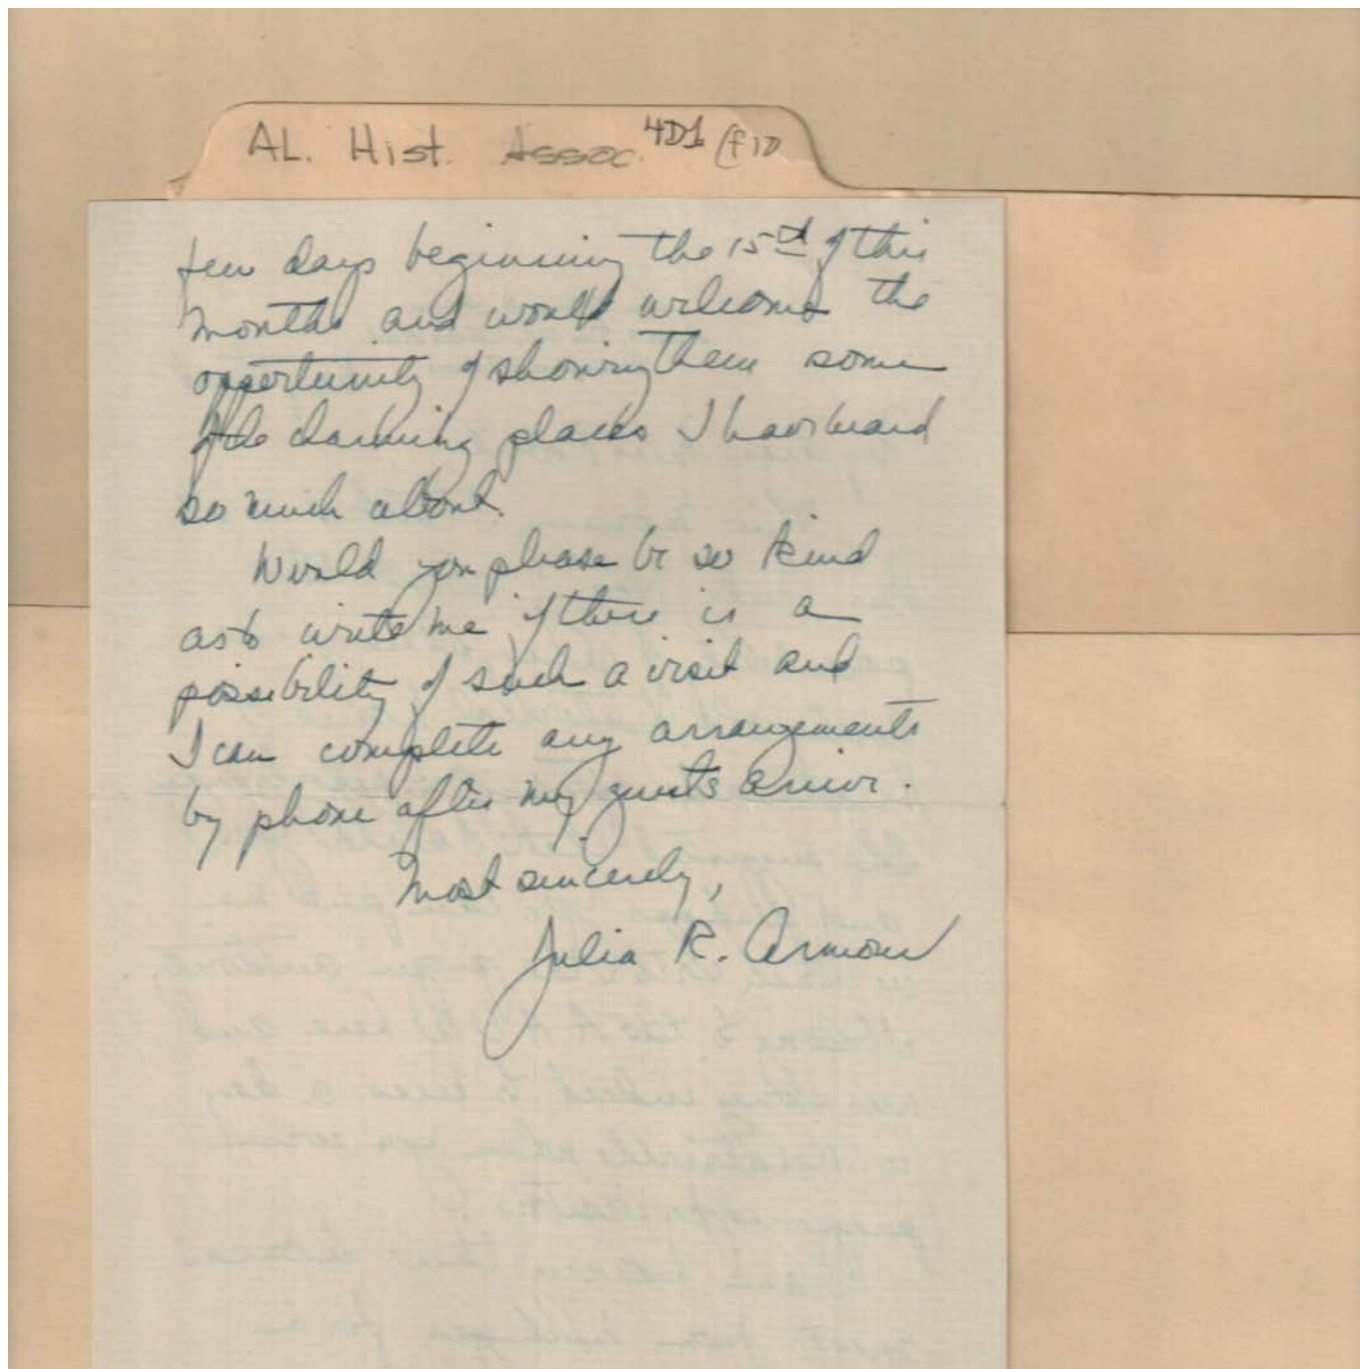 AL. Hist. Assoc. 4D1 (f10
few days beginning the 15th of this
months and would welcome the
opportunity of showing them some
of the charming places I have heard
so much about.
Would you please be so kind
as to write me if there is a
possibility of such a visit and
I can complete any arrangements
by phone after my guests arrive.
Most sincerely,
Julia R. Armour